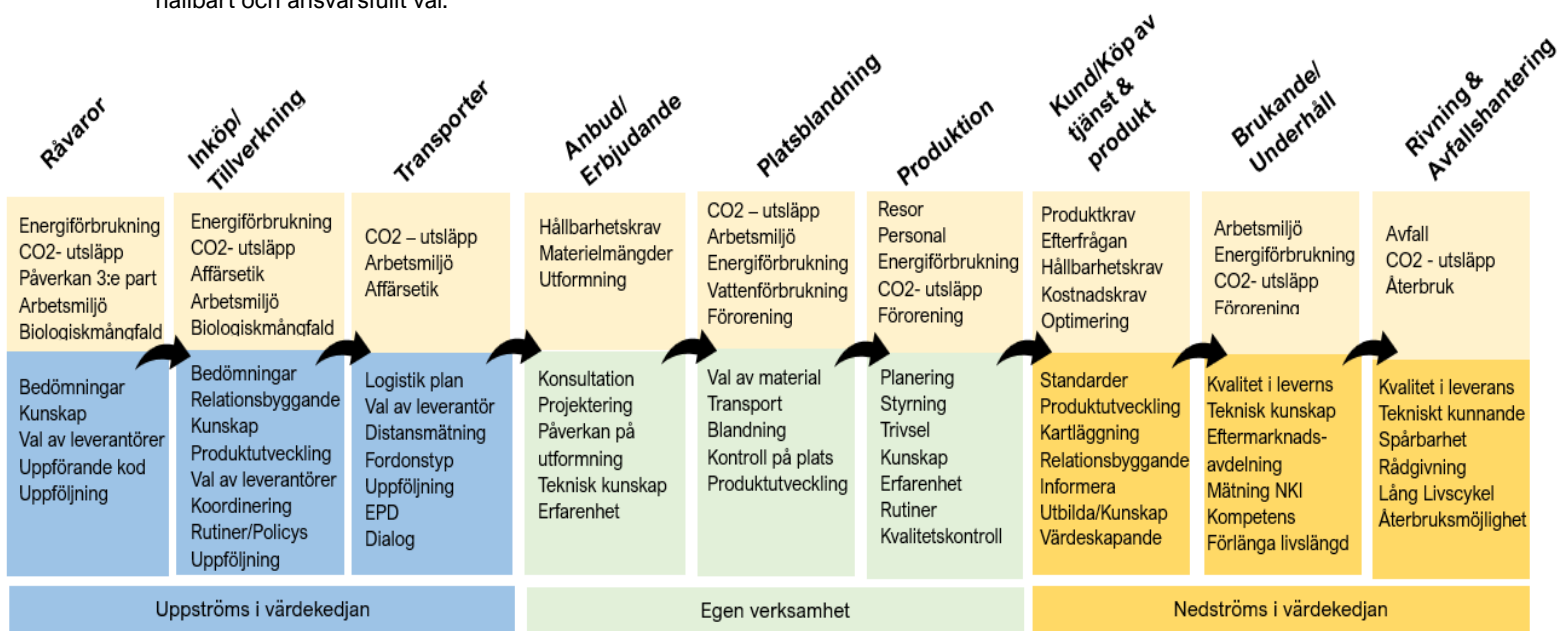 hållbart och ansvarsfullt val.
Råvaror
Inköp/
Tillverkning
Transporter
Anbud/
Erbjudande
Platsblandning
Produktion
Kund/Köp av
tjänst &
produkt
Brukande/
Underhåll
Rivning &
Avfallshantering
Energiförbrukning
CO2- utsläpp
Påverkan 3:e part
Arbetsmiljö
Biologiskmångfald
Energiförbrukning
CO2- utsläpp
Affärsetik
Arbetsmiljö
Biologiskmångfald
CO2 – utsläpp
Arbetsmiljö
Affärsetik
Hållbarhetskrav
Materielmängder
Utformning
CO2 – utsläpp
Arbetsmiljö
Energiförbrukning
Vattenförbrukning
Förorening
Resor
Personal
Energiförbrukning
CO2- utsläpp
Förorening
Produktkrav
Efterfrågan
Hållbarhetskrav
Kostnadskrav
Optimering
Arbetsmiljö
Energiförbrukning
CO2- utsläpp
Förorening
Avfall
CO2 - utsläpp
Återbruk
Bedömningar
Kunskap
Val av leverantörer
Uppförande kod
Uppföljning
Bedömningar
Relationsbyggande
Kunskap
Produktutveckling
Val av leverantörer
Koordinering
Rutiner/Policys
Uppföljning
Logistik plan
Val av leverantör
Distansmätning
Fordonstyp
Uppföljning
EPD
Dialog
Konsultation
Projektering
Påverkan på
utformning
Teknisk kunskap
Erfarenhet
Val av material
Transport
Blandning
Kontroll på plats
Produktutveckling
Planering
Styrning
Trivsel
Kunskap
Erfarenhet
Rutiner
Kvalitetskontroll
Standarder
Produktutveckling
Kartläggning
Relationsbyggande
Informera
Utbilda/Kunskap
Värdeskapande
Kvalitet i leverns
Teknisk kunskap
Eftermarknads-
avdelning
Mätning NKI
Kompetens
Förlänga livslängd
Kvalitet i leverans
Tekniskt kunnande
Spårbarhet
Rådgivning
Lång Livscykel
Återbruksmöjlighet
Uppströms i värdekedjan
Egen verksamhet
Nedströms i värdekedjan